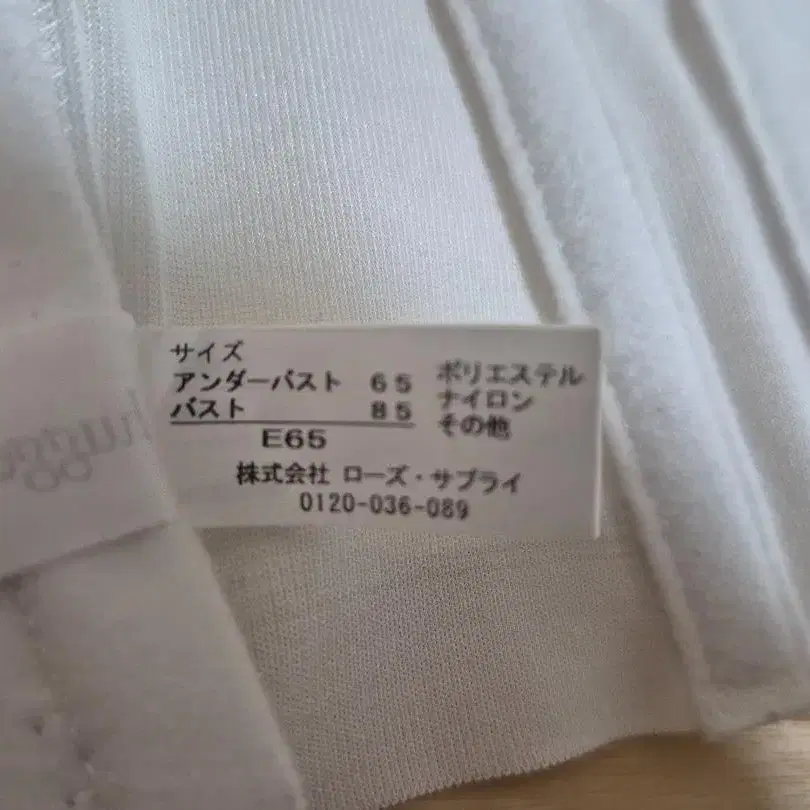 サイズ
アンダーバスト 65
バスト 85
E65
ポリエステル
ナイロン
その他
株式会社 ローズ・サプライ
0120-036-089